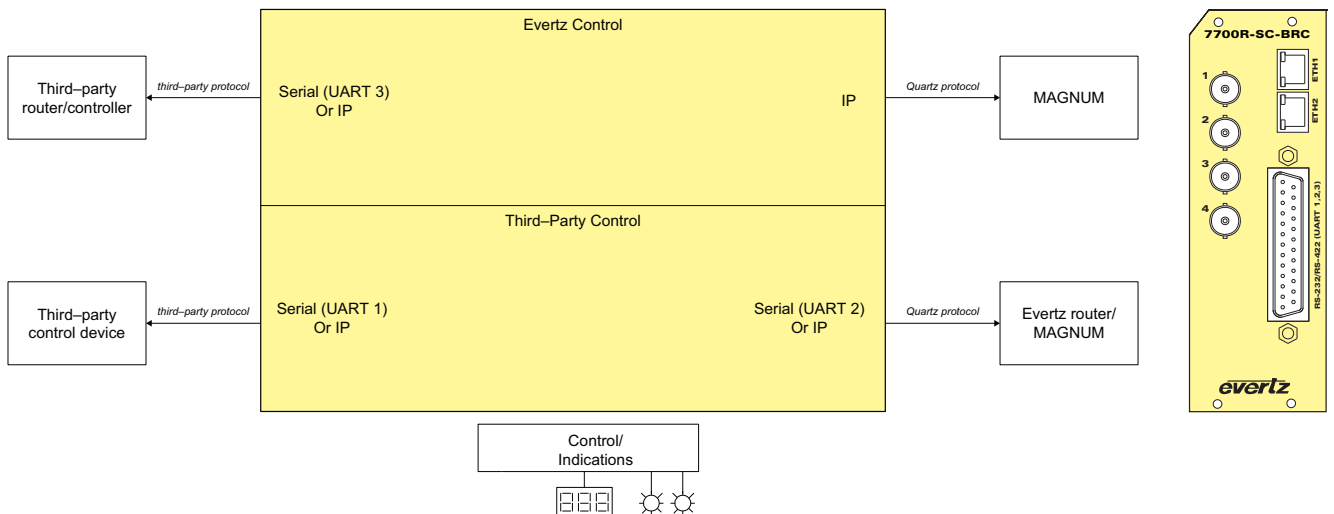 Evertz Control
Third–party
router/controller
third–party protocol
Serial (UART 3)
Or IP
IP
Quartz protocol
MAGNUM
Third–Party Control
Third–party
control device
third–party protocol
Serial (UART 1)
Or IP
Serial (UART 2)
Or IP
Quartz protocol
Evertz router/
MAGNUM
Control/
Indications
7700R-SC-BRC
1
2
3
4
ETH1
ETH2
RS-232/RS-422 (UART 1,2,3)
evertz